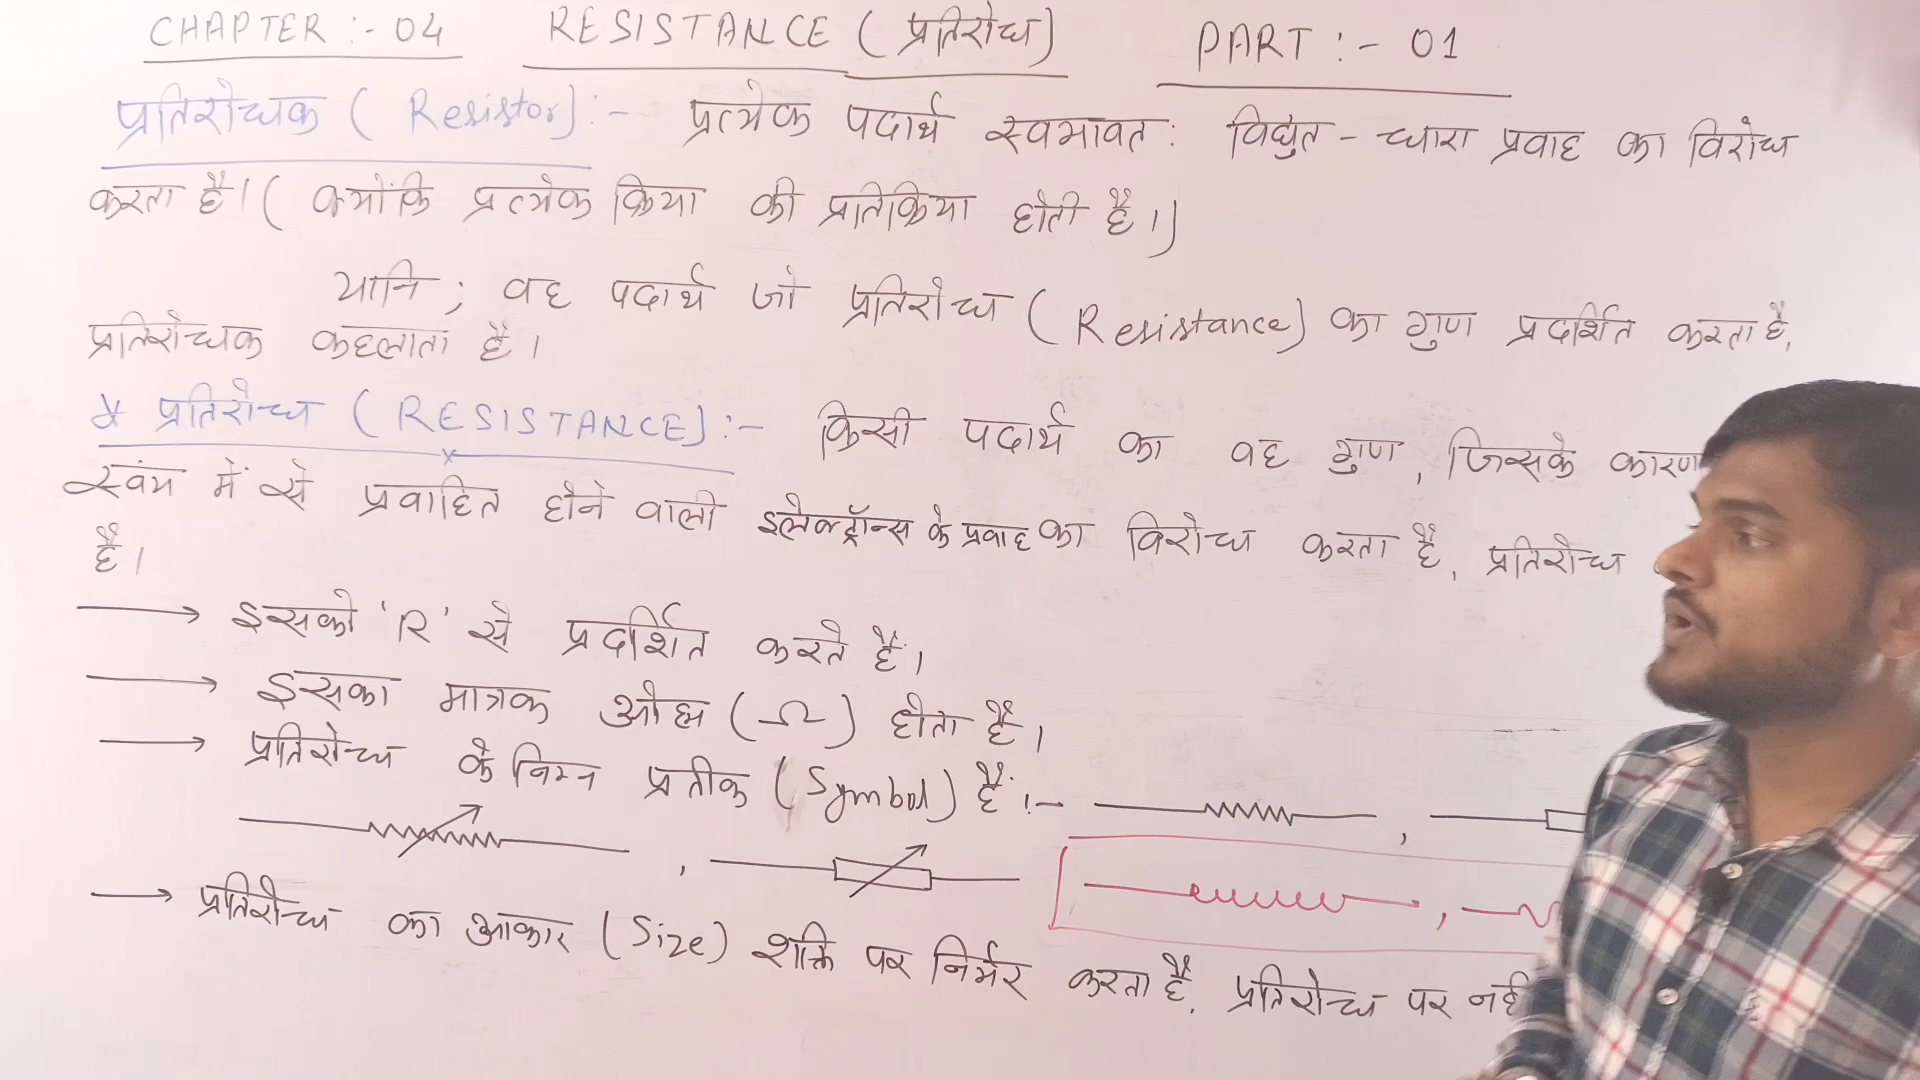 CHAPTER :- 04 RESISTANCE (प्रतिरोध) PART :- 01
प्रतिरोधक ( Resistor) :- प्रत्येक पदार्थ स्वभावत: विद्युत - धारा प्रवाह का विरोध
करता है। ( क्योंकि प्रत्येक क्रिया की प्रतिक्रिया होती है।)
यानि ; वह पदार्थ जो प्रतिरोध ( Resistance) का गुण प्रदर्शित करता है,
प्रतिरोधक कहलाता है।
* प्रतिरोध ( RESISTANCE) :- किसी पदार्थ का वह गुण , जिसके कारण
स्वंय में से प्रवाहित होने वाली इलेक्ट्रॉन्स के प्रवाह का विरोध करता है, प्रतिरोध
है।
→ इसको 'R' से प्रदर्शित करते हैं।
→ इसका मात्रक ओह्म (Ω) होता है।
→ प्रतिरोध के निम्न प्रतीक (Symbol) हैं :-
→ प्रतिरोध का आकार (Size) शक्ति पर निर्भर करता है, प्रतिरोध पर